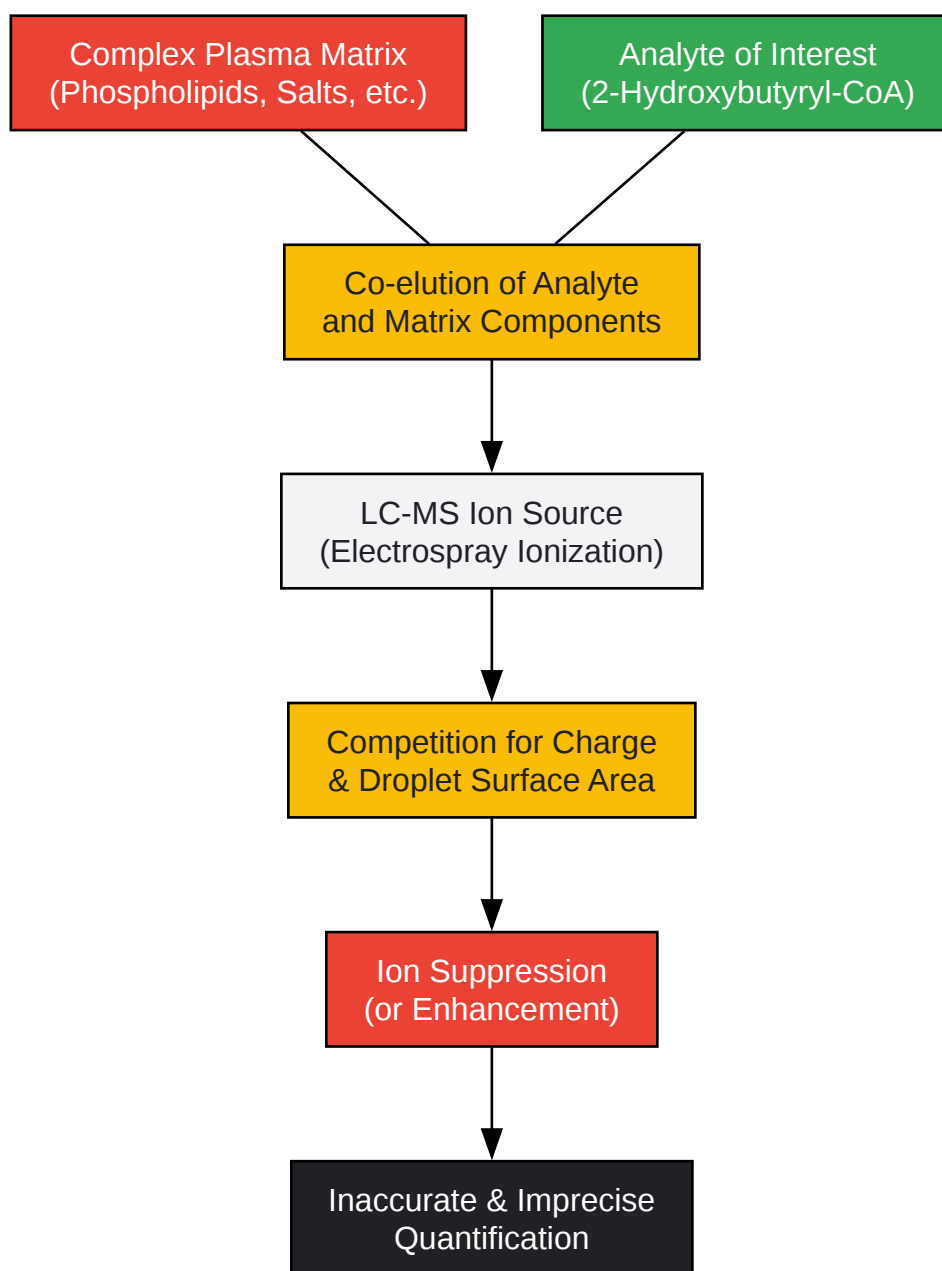 Complex Plasma Matrix
(Phospholipids, Salts, etc.)
Analyte of Interest
(2-Hydroxybutyryl-CoA)
Co-elution of Analyte
and Matrix Components
LC-MS Ion Source
(Electrospray Ionization)
Competition for Charge
& Droplet Surface Area
Ion Suppression
(or Enhancement)
Inaccurate & Imprecise
Quantification